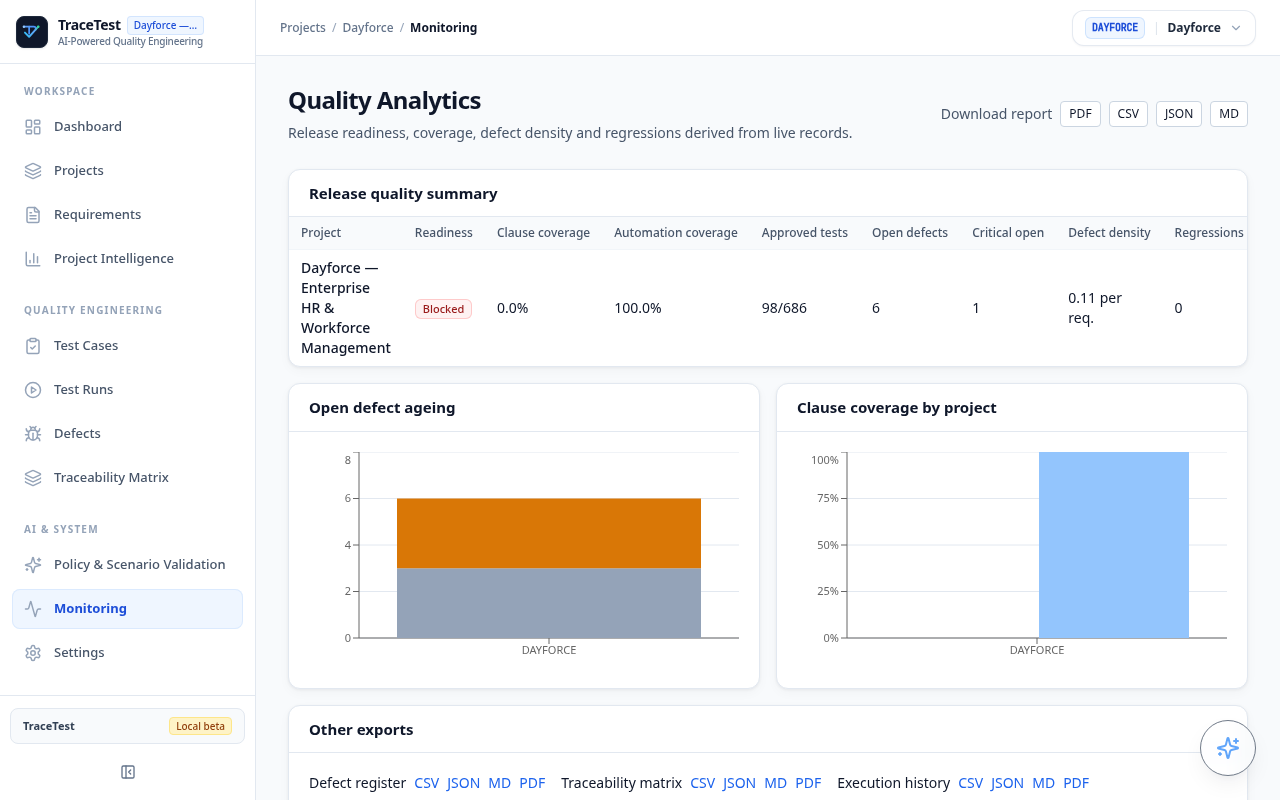 TraceTest
Dayforce —...
AI-Powered Quality Engineering
WORKSPACE
Dashboard
Projects
Requirements
Project Intelligence
QUALITY ENGINEERING
Test Cases
Test Runs
Defects
Traceability Matrix
AI & SYSTEM
Policy & Scenario Validation
Monitoring
Settings
TraceTest
Local beta
Projects / Dayforce / Monitoring
DAYFORCE Dayforce
Quality Analytics
Release readiness, coverage, defect density and regressions derived from live records.
Download report PDF CSV JSON MD
Release quality summary
Project Readiness Clause coverage Automation coverage Approved tests Open defects Critical open Defect density Regressions
Dayforce —
Enterprise
HR &
Workforce
Management
Blocked 0.0% 100.0% 98/686 6 1
0.11 per
req.
0
Open defect ageing
8
6
4
2
0
DAYFORCE
Clause coverage by project
100%
75%
50%
25%
0%
DAYFORCE
Other exports
Defect register CSV JSON MD PDF Traceability matrix CSV JSON MD PDF Execution history CSV JSON MD PDF